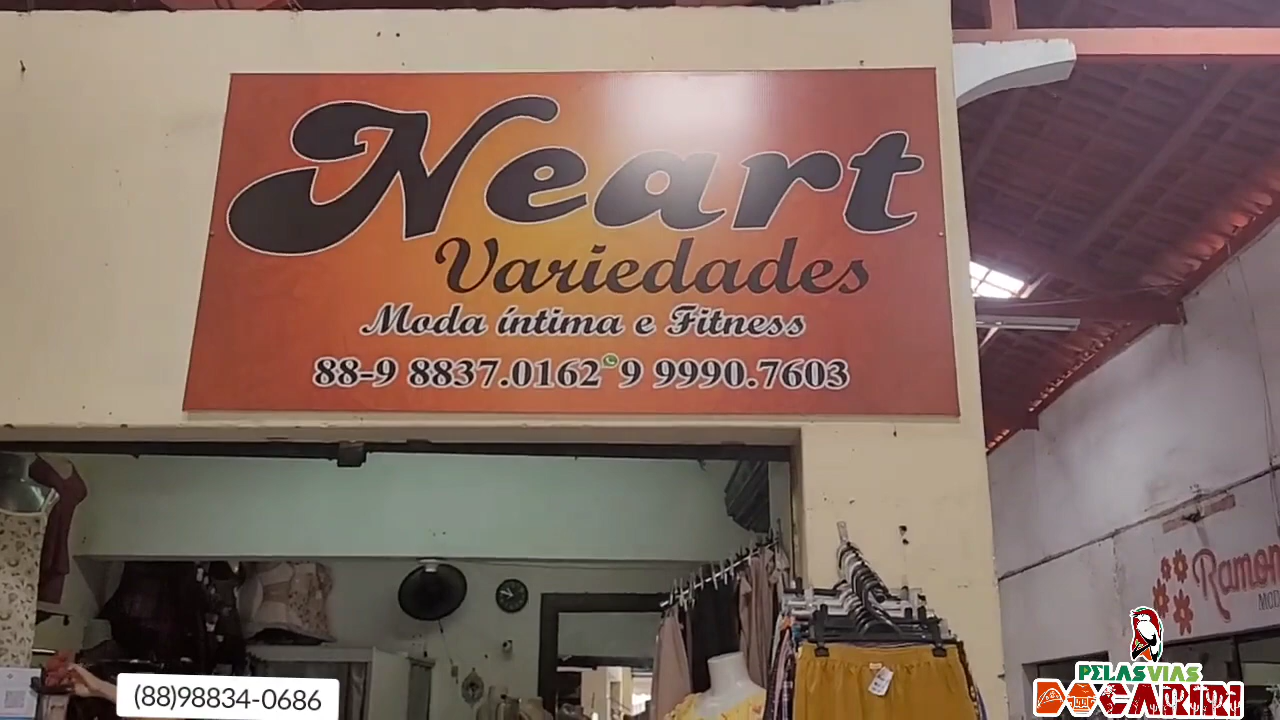 Neart
Variedades
Moda íntima e Fitness
88-9 8837.0162 9 9990.7603
(88)98834-0686
PELAS VIAS
DO CARIRI